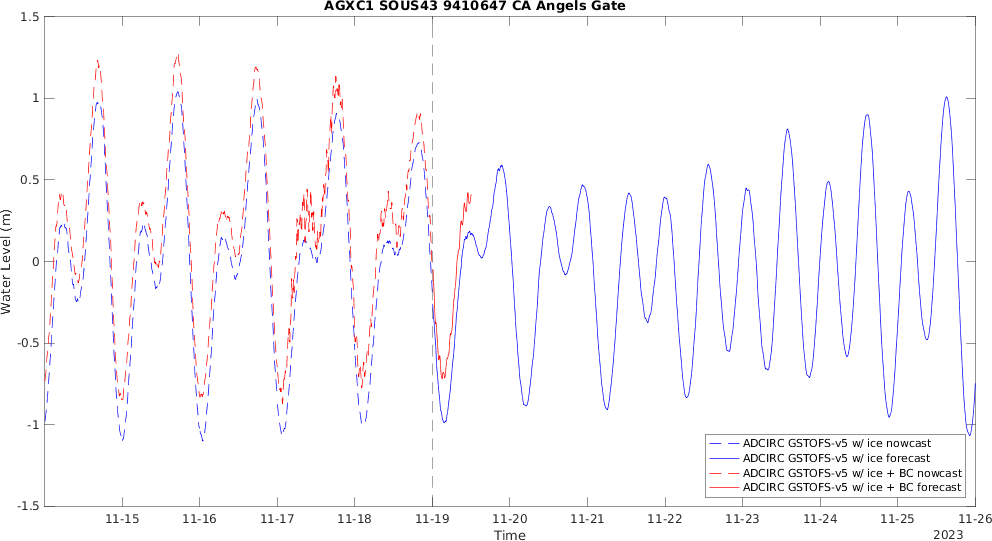 AGXC1 SOUS43 9410647 CA Angels Gate
1.5
1
0.5
0
-0.5
-1
-1.5
Water Level (m)
11-15 11-16 11-17 11-18 11-19 11-20 11-21 11-22 11-23 11-24 11-25 11-26
Time
2023
ADCIRC GSTOFS-v5 w/ ice nowcast
ADCIRC GSTOFS-v5 w/ ice forecast
ADCIRC GSTOFS-v5 w/ ice + BC nowcast
ADCIRC GSTOFS-v5 w/ ice + BC forecast